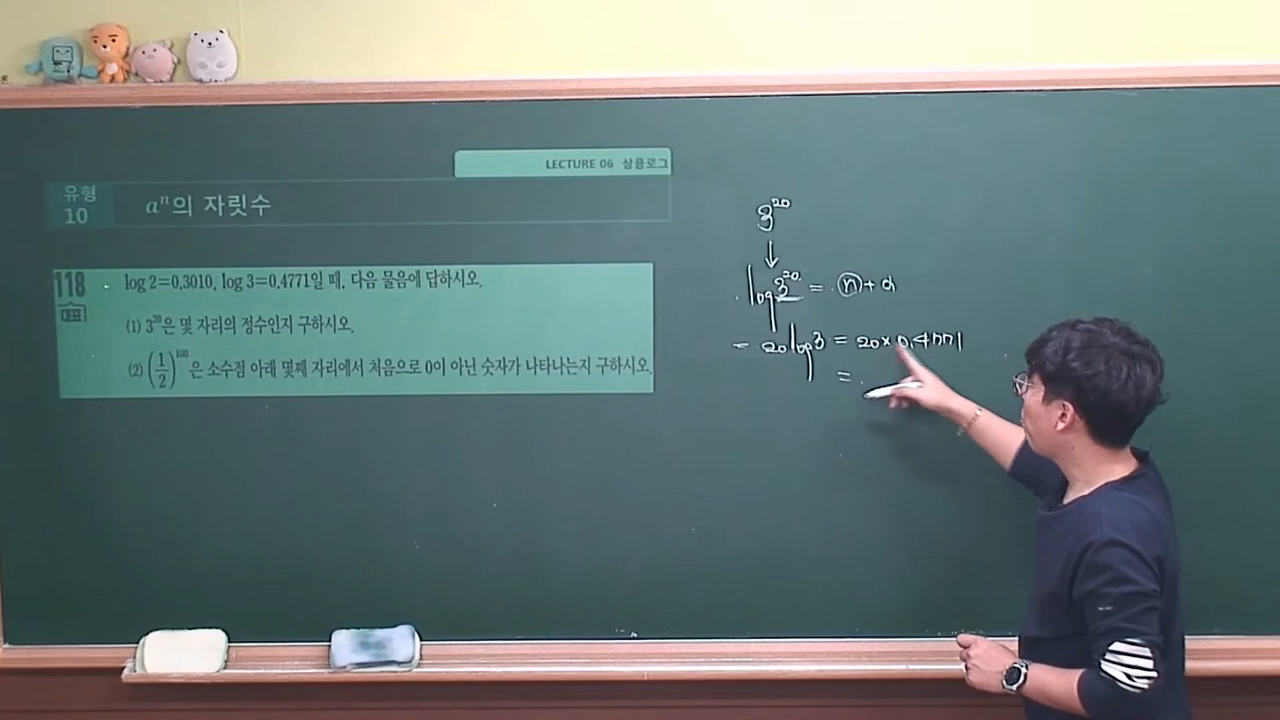 LECTURE 06 상용로그
유형
10
aⁿ의 자릿수
118
대표
log 2=0.3010, log 3=0.4771일 때, 다음 물음에 답하시오.
(1) 3²⁰은 몇 자리의 정수인지 구하시오.
(2) (1/2)¹⁰⁰은 소수점 아래 몇째 자리에서 처음으로 0이 아닌 숫자가 나타나는지 구하시오.
3²⁰
↓
log 3²⁰ = n + α
= 20 log 3 = 20 × 0.4771
=